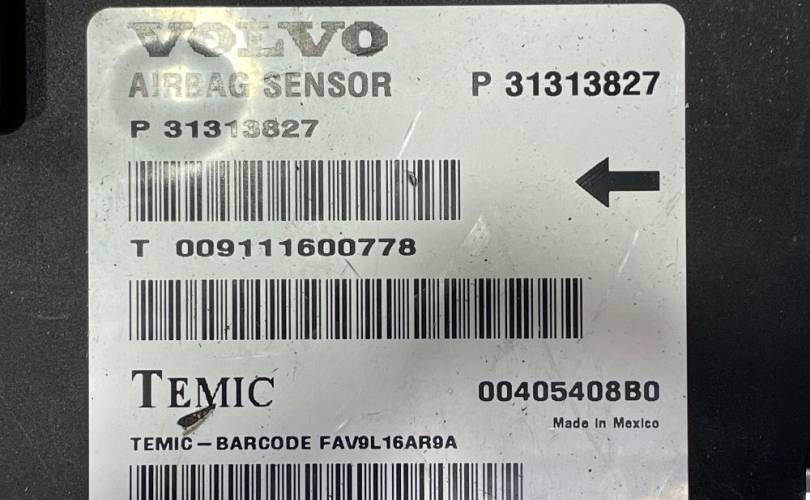 VOLVO
AIRBAG SENSOR P 31313827
P 31313827
T 009111600778
TEMIC 00405408B0
Made in Mexico
TEMIC-BARCODE FAV9L16AR9A